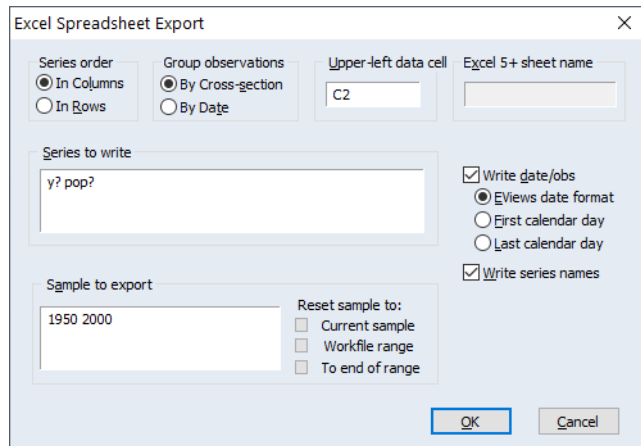 Excel Spreadsheet Export
Series order
In Columns
In Rows
Group observations
By Cross-section
By Date
Upper-left data cell
C2
Excel 5+ sheet name
Series to write
y? pop?
Write date/obs
EViews date format
First calendar day
Last calendar day
Write series names
Sample to export
1950 2000
Reset sample to:
Current sample
Workfile range
To end of range
OK
Cancel